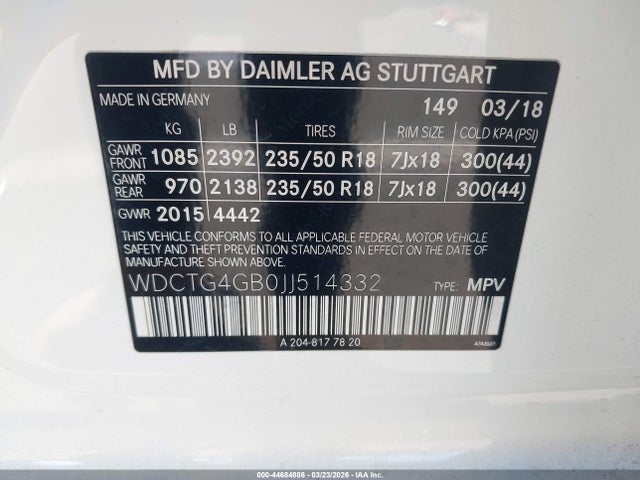 MFD BY DAIMLER AG STUTTGART
MADE IN GERMANY 149 03/18
KG LB TIRES RIM SIZE COLD KPA(PSI)
GAWR FRONT 1085 2392 235/50 R18 7Jx18 300(44)
GAWR REAR 970 2138 235/50 R18 7Jx18 300(44)
GVWR 2015 4442
THIS VEHICLE CONFORMS TO ALL APPLICABLE FEDERAL MOTOR VEHICLE
SAFETY AND THEFT PREVENTION STANDARDS IN EFFECT ON THE DATE OF
MANUFACTURE SHOWN ABOVE.
WDCTG4GB0JJ514332 TYPE: MPV
A 204-817 78 20
000-44684886 - 03/23/2026 - IAAI, INC.